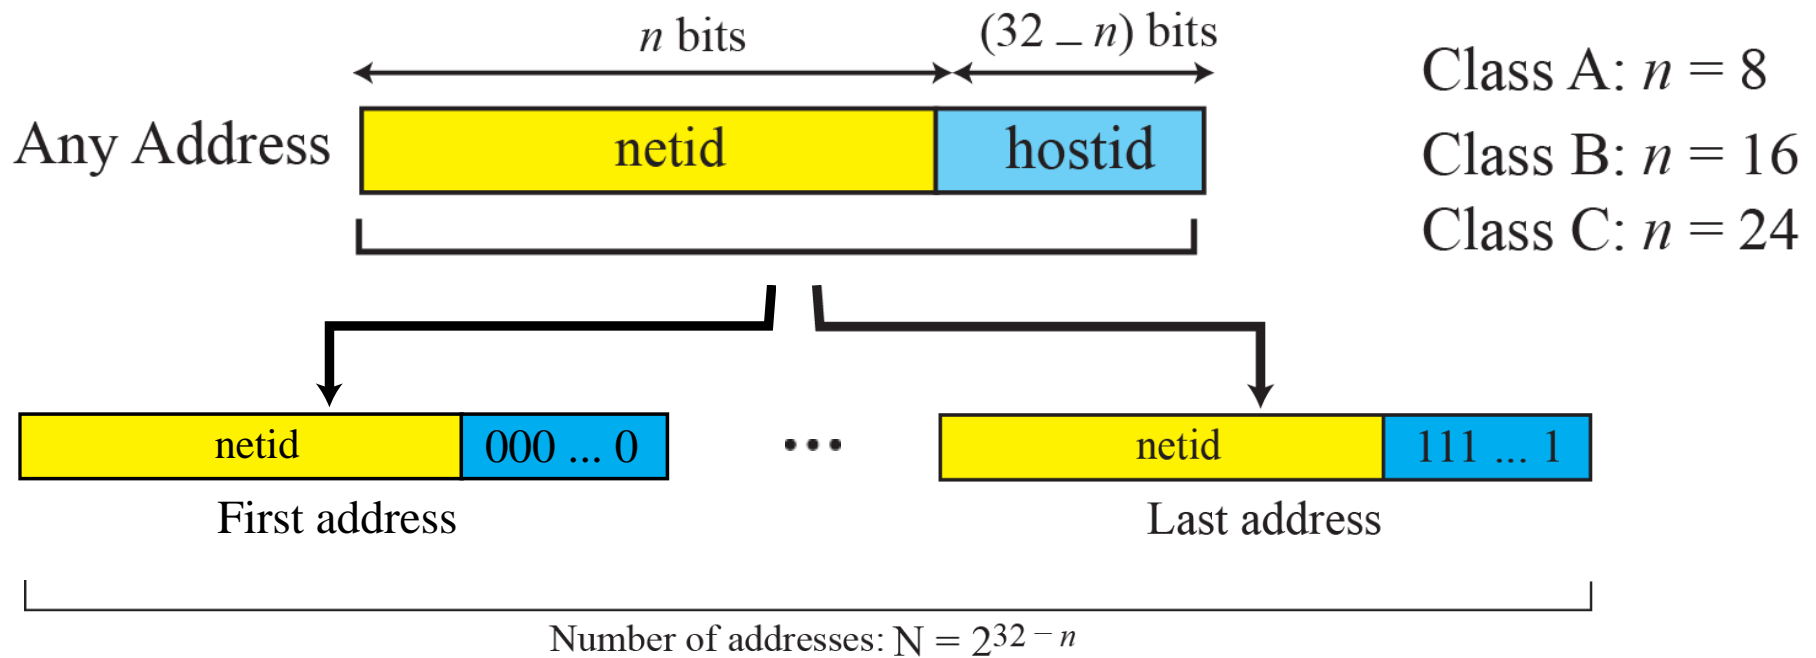 n bits
(32 – n) bits
Class A: n = 8
Any Address
netid
hostid
Class B: n = 16
Class C: n = 24
netid
000 ... 0
...
netid
111 ... 1
First address
Last address
Number of addresses: N = 2^{32 – n}